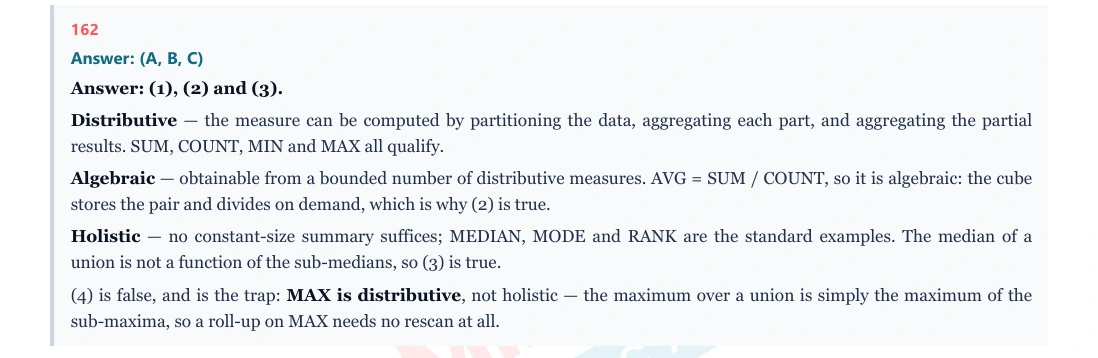 162
Answer: (A, B, C)
Answer: (1), (2) and (3).
Distributive — the measure can be computed by partitioning the data, aggregating each part, and aggregating the partial
results. SUM, COUNT, MIN and MAX all qualify.
Algebraic — obtainable from a bounded number of distributive measures. AVG = SUM / COUNT, so it is algebraic: the cube
stores the pair and divides on demand, which is why (2) is true.
Holistic — no constant-size summary suffices; MEDIAN, MODE and RANK are the standard examples. The median of a
union is not a function of the sub-medians, so (3) is true.
(4) is false, and is the trap: MAX is distributive, not holistic — the maximum over a union is simply the maximum of the
sub-maxima, so a roll-up on MAX needs no rescan at all.